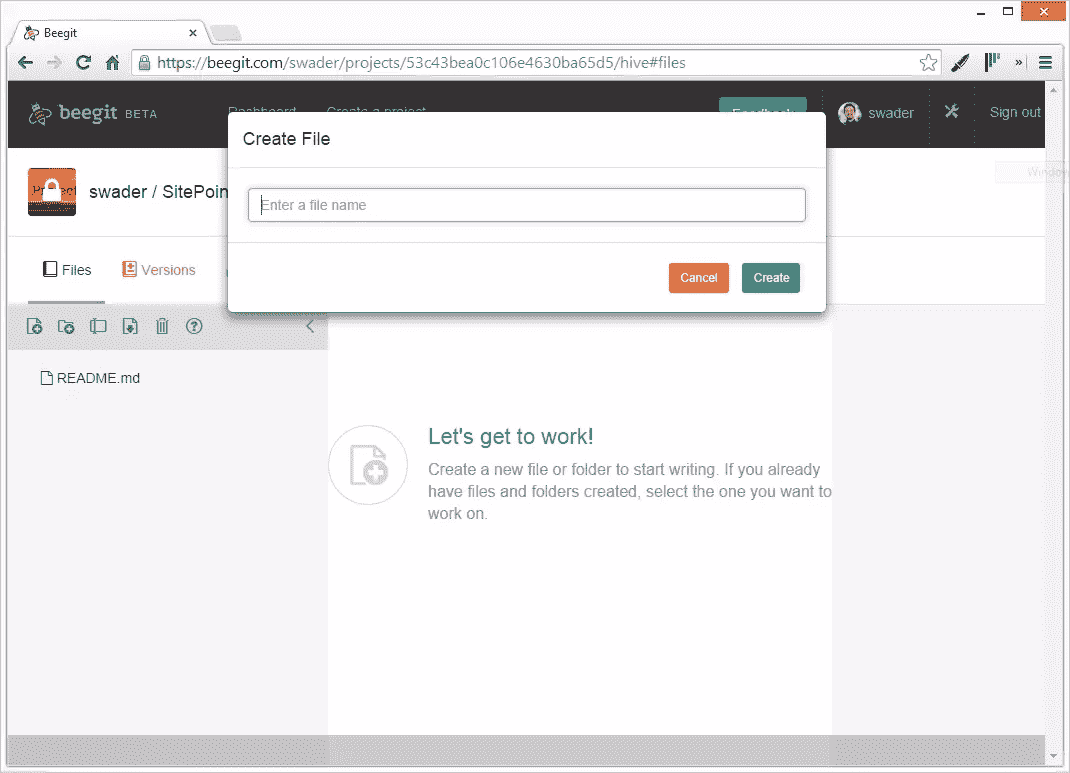 Beegit
https://beegit.com/swader/projects/53c43bea0c106e4630ba65d5/hive#files
beegit BETA
Dashboard Create a project Feedback swader Sign out
Create File
swader / SitePoin
Enter a file name
Files Versions
Cancel Create
README.md
Let's get to work!
Create a new file or folder to start writing. If you already
have files and folders created, select the one you want to
work on.